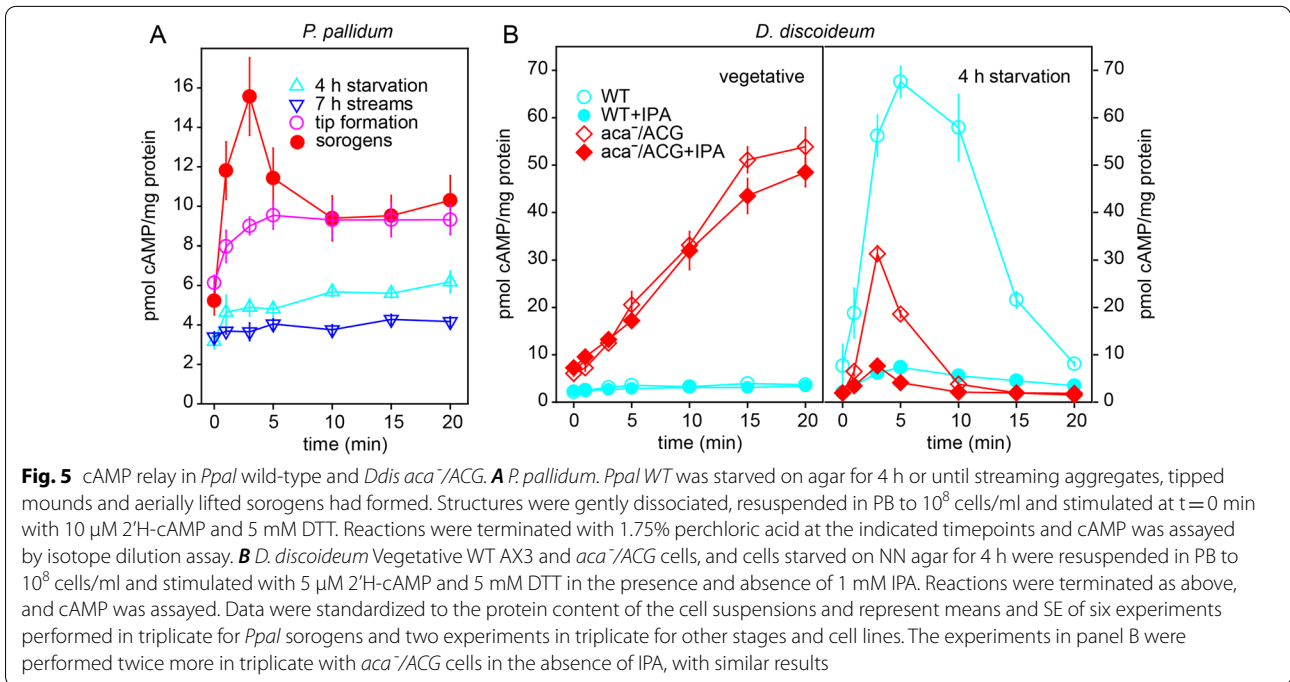 P. pallidum
D. discoideum
A
B
pmol cAMP/mg protein
16
14
12
10
8
6
4
2
0
4 h starvation
7 h streams
tip formation
sorogens
0 5 10 15 20
time (min)
pmol cAMP/mg protein
70
60
50
40
30
20
10
0
vegetative
WT
WT+IPA
aca⁻/ACG
aca⁻/ACG+IPA
0 5 10 15 20
time (min)
4 h starvation
70
60
50
40
30
20
10
0
pmol cAMP/mg protein
0 5 10 15 20
time (min)
Fig. 5 cAMP relay in Ppal wild-type and Ddis aca⁻/ACG. A P. pallidum. Ppal WT was starved on agar for 4 h or until streaming aggregates, tipped
mounds and aerially lifted sorogens had formed. Structures were gently dissociated, resuspended in PB to 10⁸ cells/ml and stimulated at t = 0 min
with 10 µM 2'H-cAMP and 5 mM DTT. Reactions were terminated with 1.75% perchloric acid at the indicated timepoints and cAMP was assayed
by isotope dilution assay. B D. discoideum Vegetative WT AX3 and aca⁻/ACG cells, and cells starved on NN agar for 4 h were resuspended in PB to
10⁸ cells/ml and stimulated with 5 µM 2'H-cAMP and 5 mM DTT in the presence and absence of 1 mM IPA. Reactions were terminated as above,
and cAMP was assayed. Data were standardized to the protein content of the cell suspensions and represent means and SE of six experiments
performed in triplicate for Ppal sorogens and two experiments in triplicate for other stages and cell lines. The experiments in panel B were
performed twice more in triplicate with aca⁻/ACG cells in the absence of IPA, with similar results